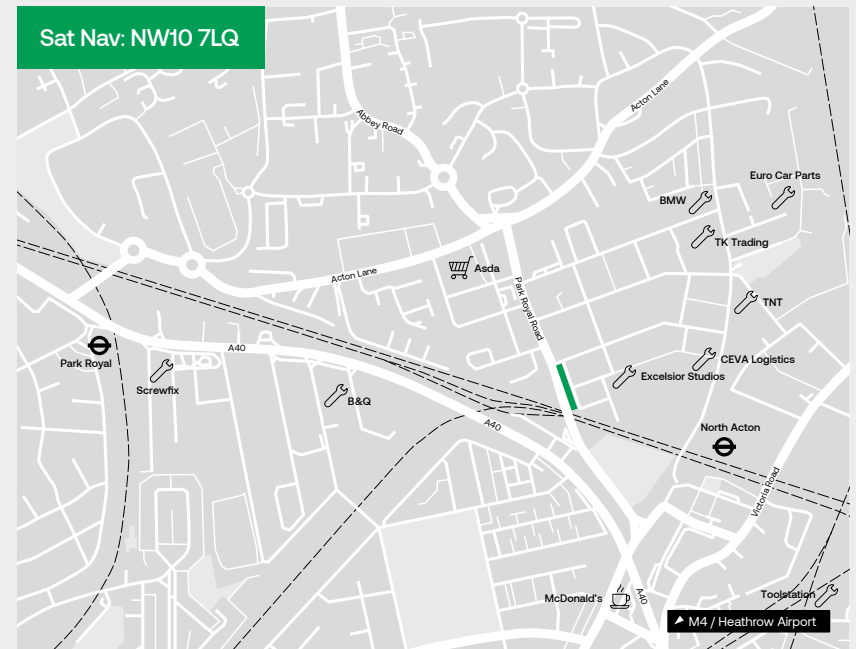 Sat Nav: NW10 7LQ
Abbey Road
Acton Lane
Euro Car Parts
BMW
TK Trading
Asda
Acton Lane
Park Royal Road
TNT
A40
Park Royal
CEVA Logistics
Excelsior Studios
Screwfix
B&Q
A40
North Acton
Victoria Road
McDonald's
A40
Toolstation
M4 / Heathrow Airport